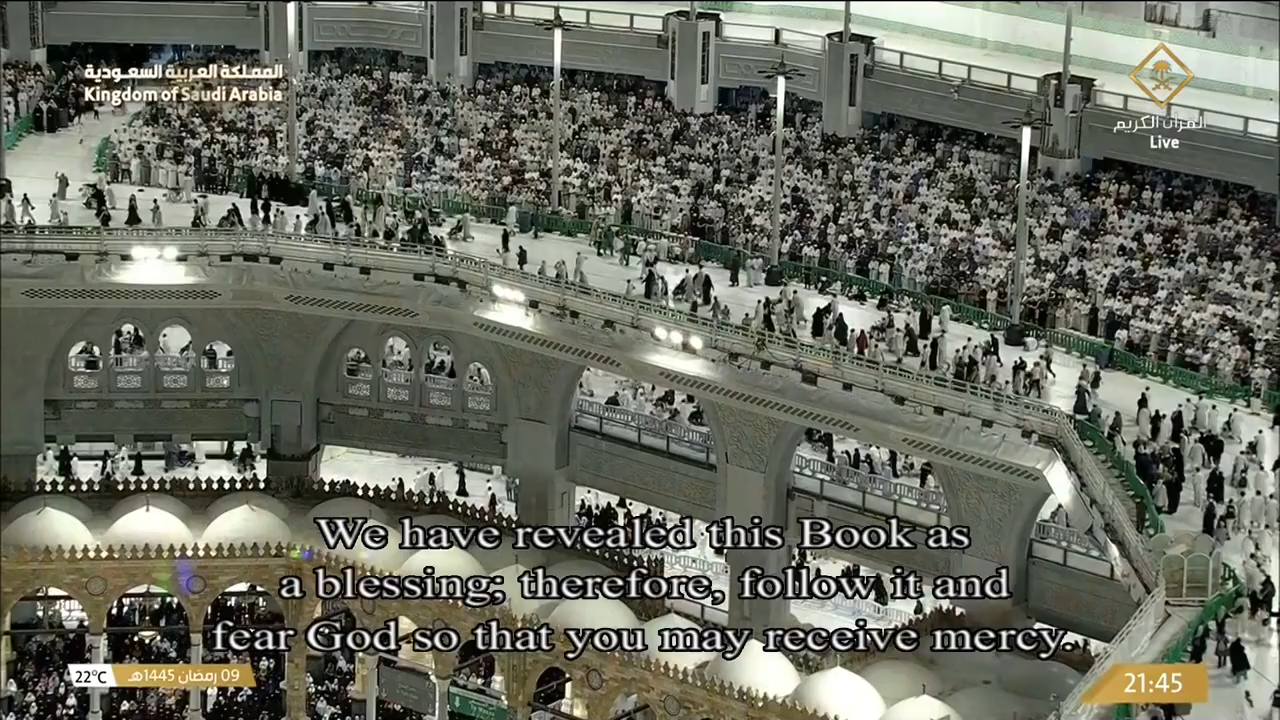 المملكة العربية السعودية
Kingdom of Saudi Arabia
القرآن الكريم
Live
We have revealed this Book as
a blessing; therefore, follow it and
fear God so that you may receive mercy.
22°C
09 رمضان 1445هـ
21:45